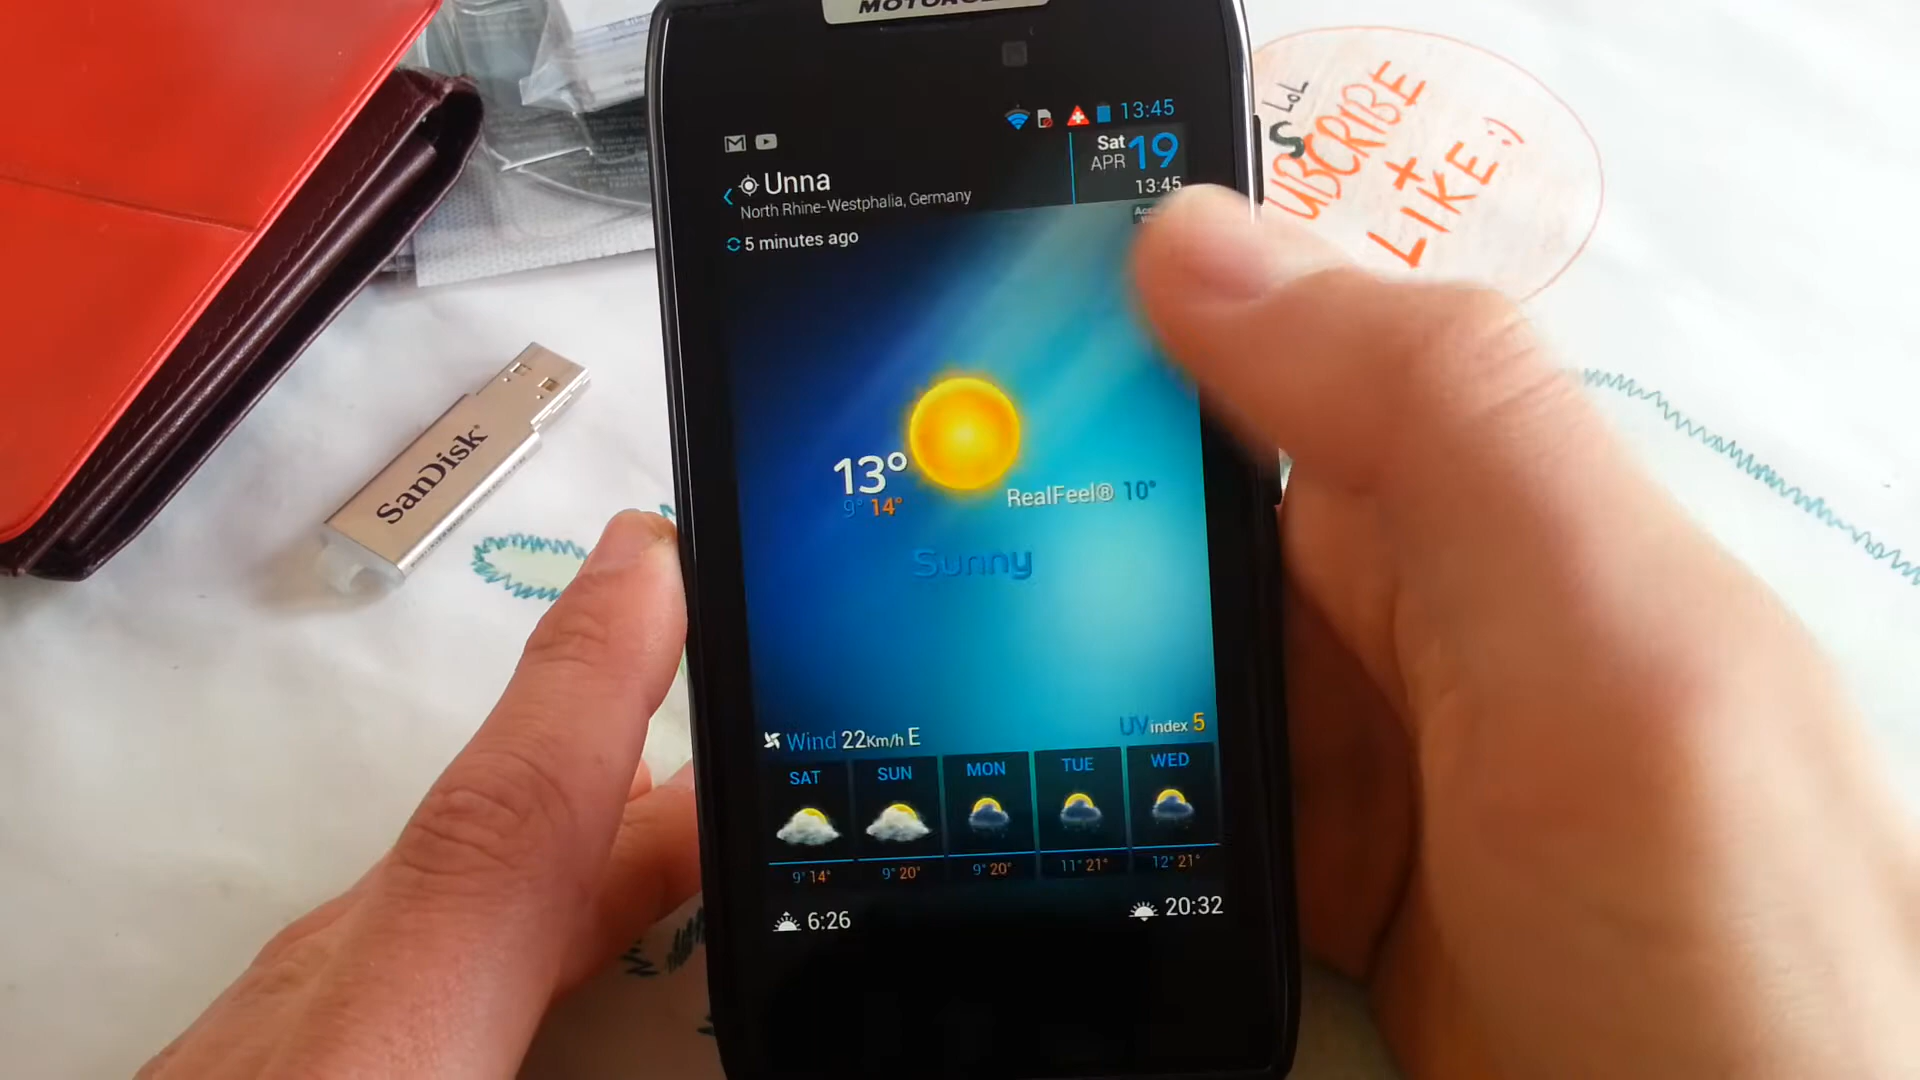 MOTOROLA
13:45
Sat
APR 19
13:45
Unna
North Rhine-Westphalia, Germany
5 minutes ago
13°
9° 14°
RealFeel® 10°
Sunny
Wind 22Km/h E
UV index 5
SAT SUN MON TUE WED
9° 14° 9° 20° 9° 20° 11° 21° 12° 21°
6:26
20:32
SanDisk
LOL
SUBCRIBE
+
LIKE :)